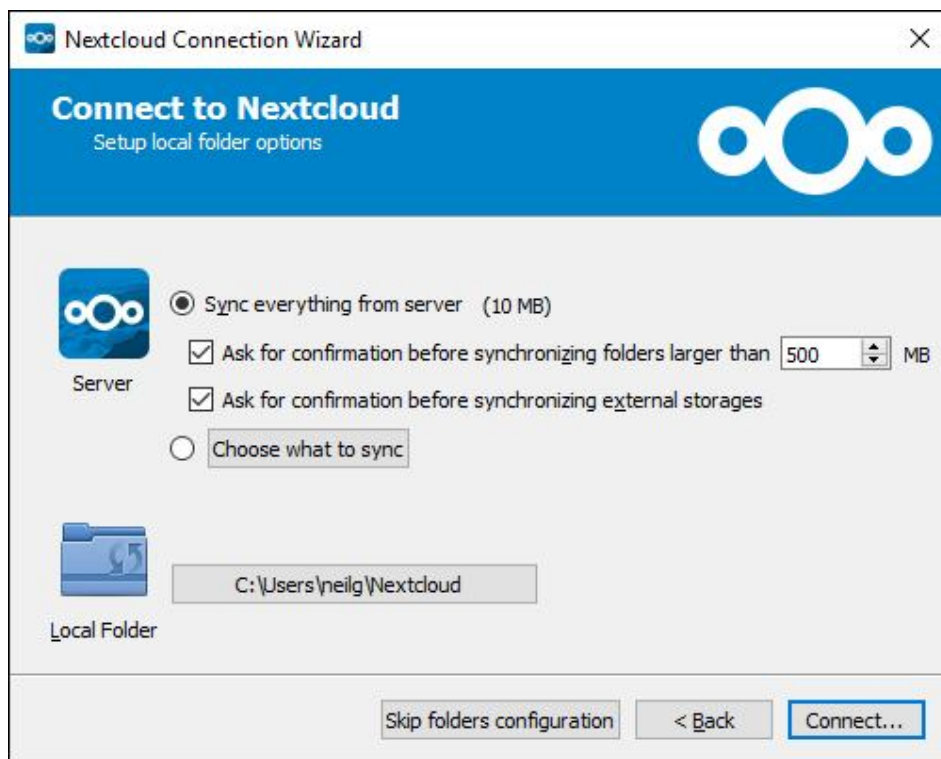 Nextcloud Connection Wizard
Connect to Nextcloud
Setup local folder options
Sync everything from server (10 MB)
Ask for confirmation before synchronizing folders larger than 500 MB
Server
Ask for confirmation before synchronizing external storages
Choose what to sync
C:\Users\neilg\Nextcloud
Local Folder
Skip folders configuration < Back Connect...